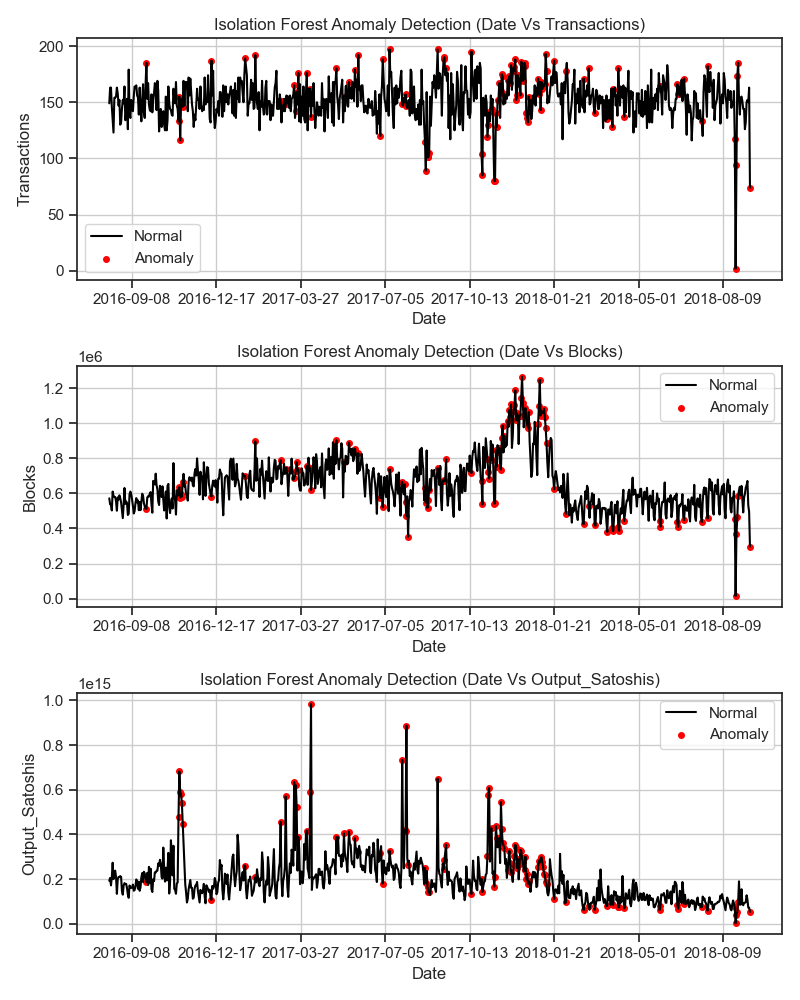 Isolation Forest Anomaly Detection (Date Vs Transactions)
200
150
100
50
0
Transactions
Normal
Anomaly
2016-09-08 2016-12-17 2017-03-27 2017-07-05 2017-10-13 2018-01-21 2018-05-01 2018-08-09
Date
Isolation Forest Anomaly Detection (Date Vs Blocks)
1e6
1.2
1.0
0.8
0.6
0.4
0.2
0.0
Blocks
Normal
Anomaly
2016-09-08 2016-12-17 2017-03-27 2017-07-05 2017-10-13 2018-01-21 2018-05-01 2018-08-09
Date
Isolation Forest Anomaly Detection (Date Vs Output_Satoshis)
1e15
1.0
0.8
0.6
0.4
0.2
0.0
Output_Satoshis
Normal
Anomaly
2016-09-08 2016-12-17 2017-03-27 2017-07-05 2017-10-13 2018-01-21 2018-05-01 2018-08-09
Date